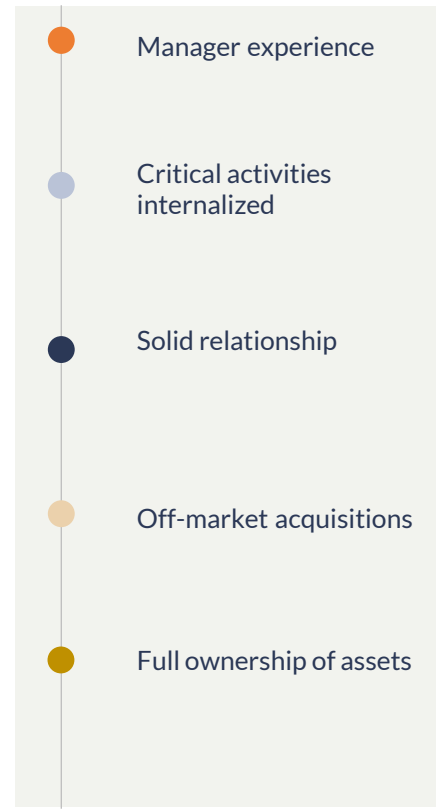 Manager experience
Critical activities
internalized
Solid relationship
Off-market acquisitions
Full ownership of assets